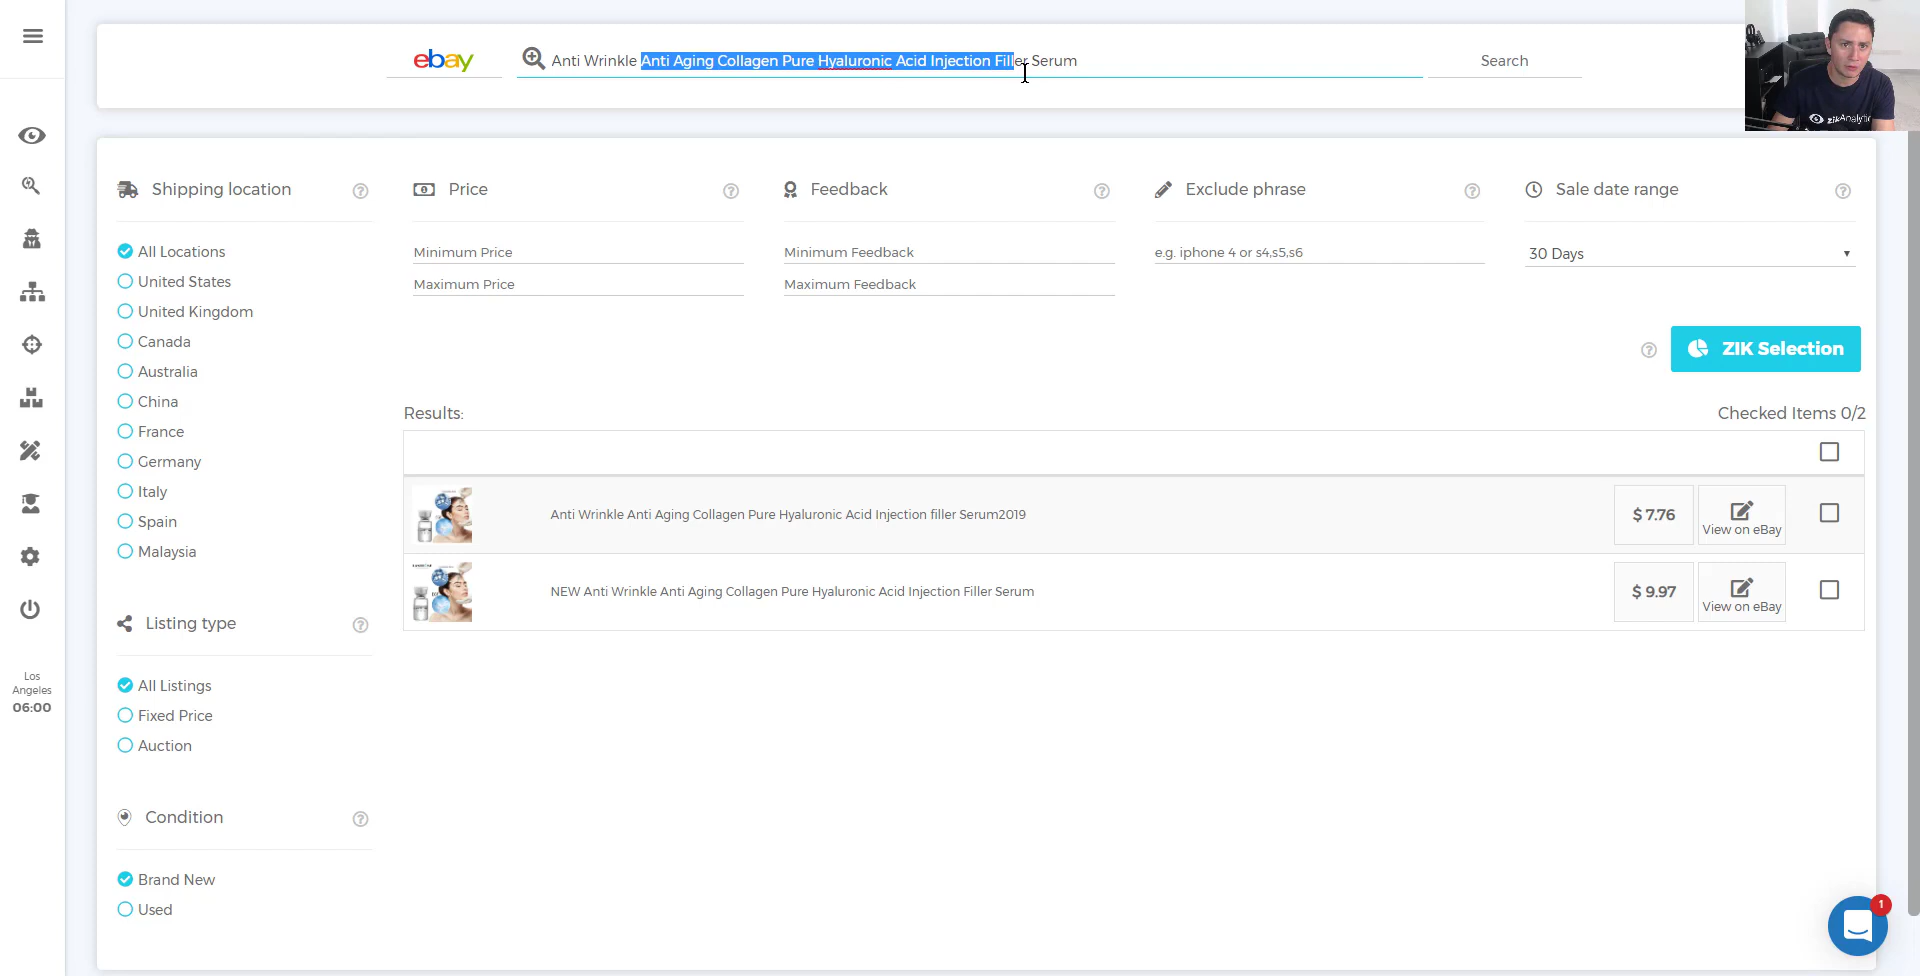 ebay
Anti Wrinkle Anti Aging Collagen Pure Hyaluronic Acid Injection Filler Serum
Search
zikAnalytic
Shipping location
?
Price
?
Feedback
?
Exclude phrase
?
Sale date range
?
All Locations
United States
United Kingdom
Canada
Australia
China
France
Germany
Italy
Spain
Malaysia
Minimum Price
Maximum Price
Minimum Feedback
Maximum Feedback
e.g. iphone 4 or s4,s5,s6
30 Days
?
ZIK Selection
Results:
Checked Items 0/2
Anti Wrinkle Anti Aging Collagen Pure Hyaluronic Acid Injection filler Serum2019
$ 7.76
View on eBay
NEW Anti Wrinkle Anti Aging Collagen Pure Hyaluronic Acid Injection Filler Serum
$ 9.97
View on eBay
Listing type
?
All Listings
Fixed Price
Auction
Condition
?
Brand New
Used
Los
Angeles
06:00
1